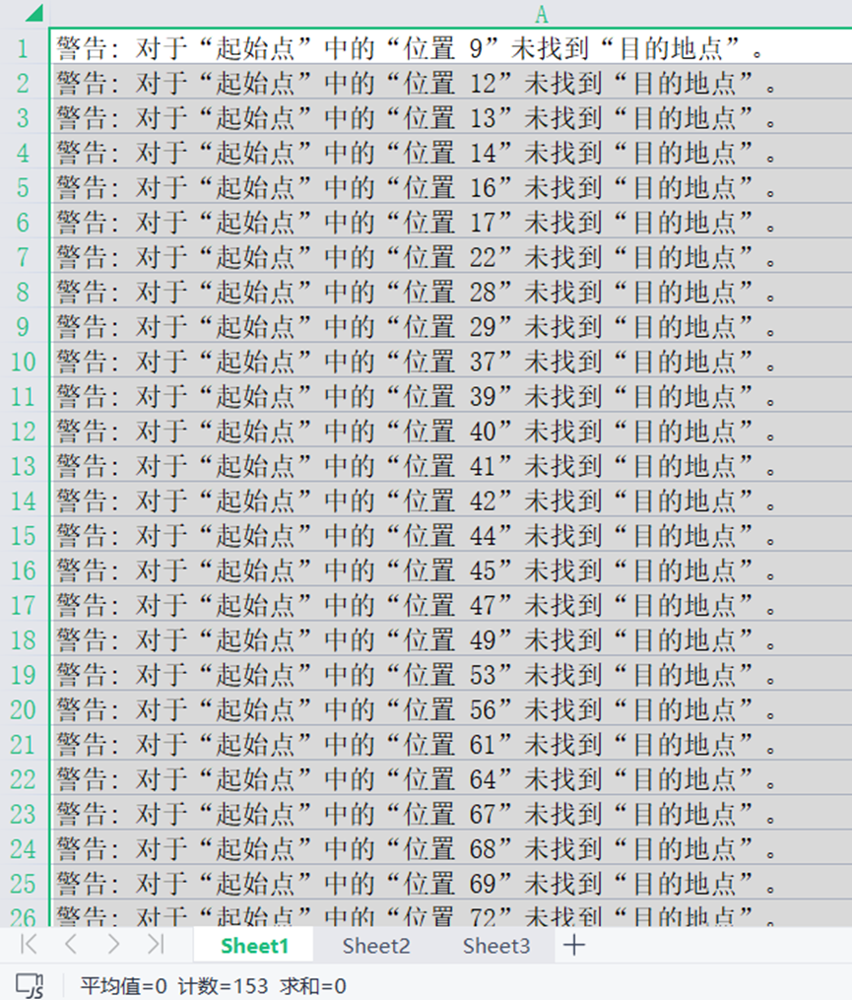 A
1 警告: 对于“起始点”中的“位置 9”未找到“目的地点”。
2 警告: 对于“起始点”中的“位置 12”未找到“目的地点”。
3 警告: 对于“起始点”中的“位置 13”未找到“目的地点”。
4 警告: 对于“起始点”中的“位置 14”未找到“目的地点”。
5 警告: 对于“起始点”中的“位置 16”未找到“目的地点”。
6 警告: 对于“起始点”中的“位置 17”未找到“目的地点”。
7 警告: 对于“起始点”中的“位置 22”未找到“目的地点”。
8 警告: 对于“起始点”中的“位置 28”未找到“目的地点”。
9 警告: 对于“起始点”中的“位置 29”未找到“目的地点”。
10 警告: 对于“起始点”中的“位置 37”未找到“目的地点”。
11 警告: 对于“起始点”中的“位置 39”未找到“目的地点”。
12 警告: 对于“起始点”中的“位置 40”未找到“目的地点”。
13 警告: 对于“起始点”中的“位置 41”未找到“目的地点”。
14 警告: 对于“起始点”中的“位置 42”未找到“目的地点”。
15 警告: 对于“起始点”中的“位置 44”未找到“目的地点”。
16 警告: 对于“起始点”中的“位置 45”未找到“目的地点”。
17 警告: 对于“起始点”中的“位置 47”未找到“目的地点”。
18 警告: 对于“起始点”中的“位置 49”未找到“目的地点”。
19 警告: 对于“起始点”中的“位置 53”未找到“目的地点”。
20 警告: 对于“起始点”中的“位置 56”未找到“目的地点”。
21 警告: 对于“起始点”中的“位置 61”未找到“目的地点”。
22 警告: 对于“起始点”中的“位置 64”未找到“目的地点”。
23 警告: 对于“起始点”中的“位置 67”未找到“目的地点”。
24 警告: 对于“起始点”中的“位置 68”未找到“目的地点”。
25 警告: 对于“起始点”中的“位置 69”未找到“目的地点”。
26 警告: 对于“起始点”中的“位置 72”未找到“目的地点”。
Sheet1 Sheet2 Sheet3
平均值=0 计数=153 求和=0